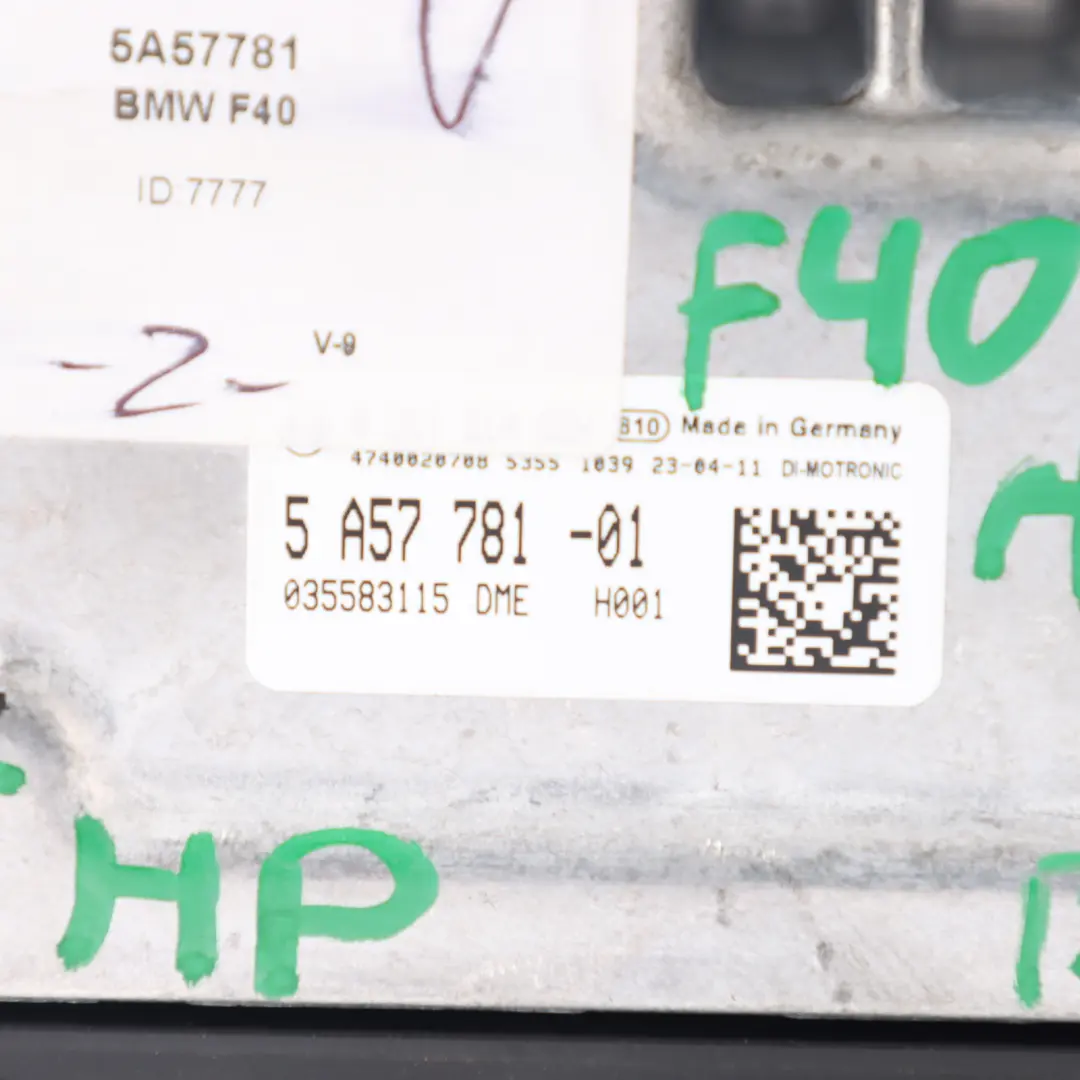 5A57781
BMW F40
ID 7777
F40
-2-
V-9
Made in Germany
4740020708 5355 1039 23-04-11 DI-MOTRONIC
5 A57 781 -01
035583115 DME H001
HP